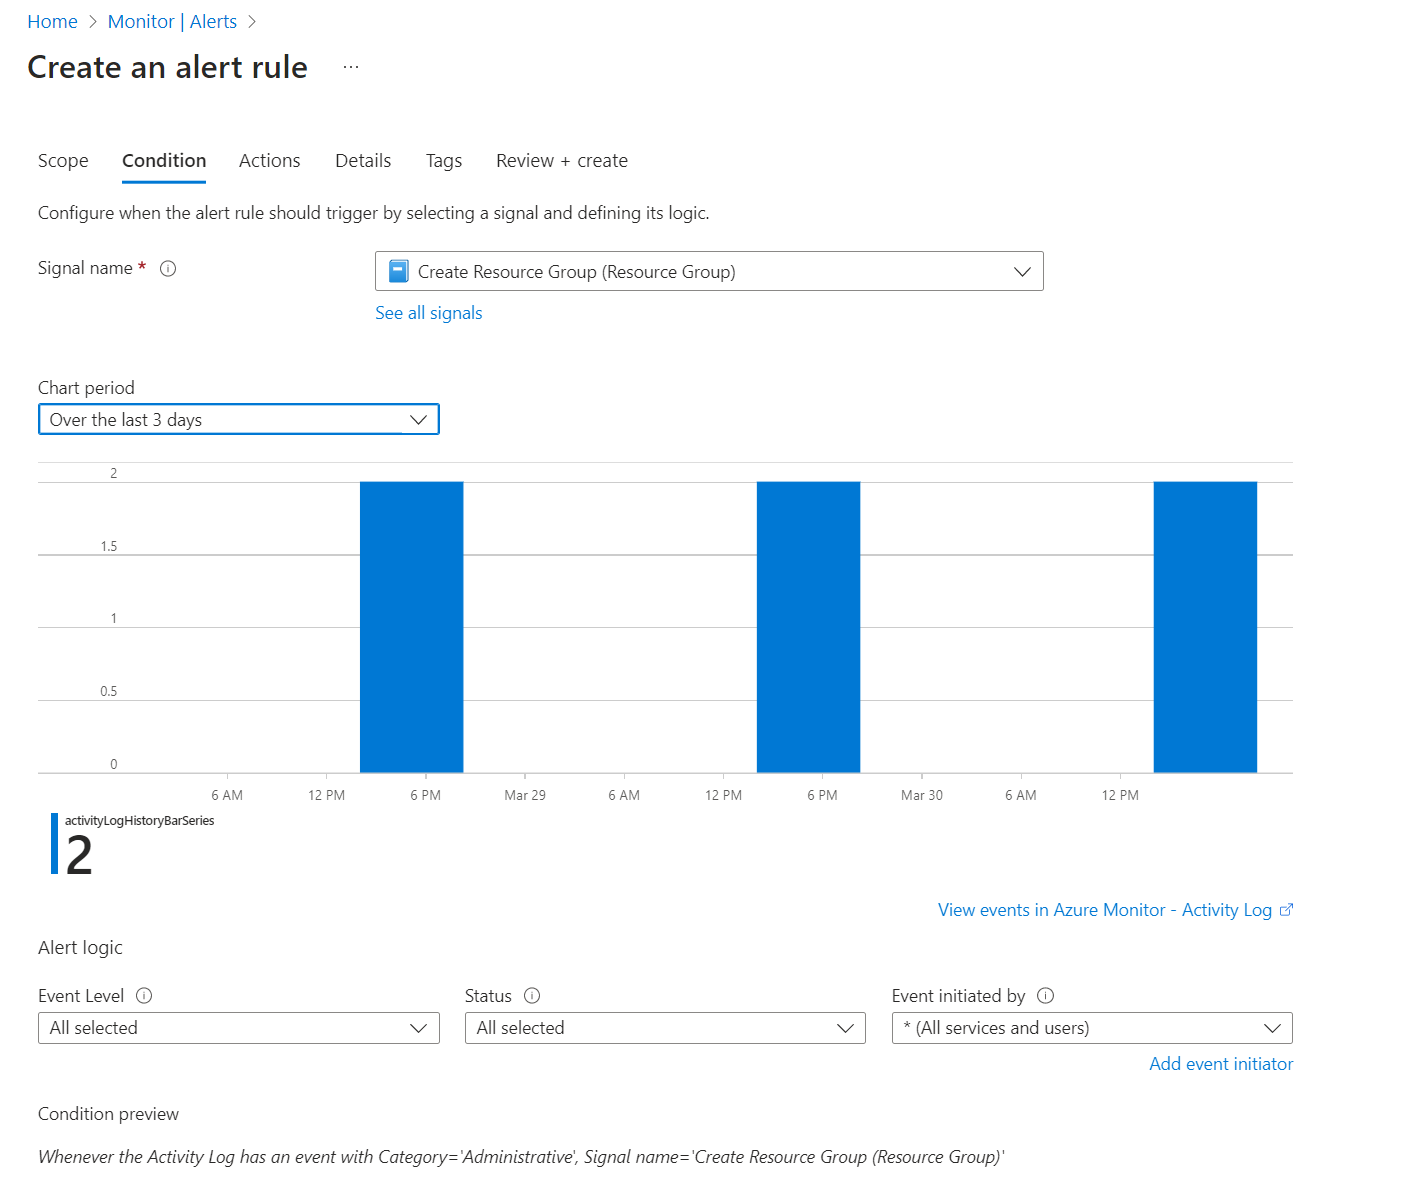 Home > Monitor | Alerts >
Create an alert rule ...
Scope Condition Actions Details Tags Review + create
Configure when the alert rule should trigger by selecting a signal and defining its logic.
Signal name *
Create Resource Group (Resource Group)
See all signals
Chart period
Over the last 3 days
2
1.5
1
0.5
0
6 AM 12 PM 6 PM Mar 29 6 AM 12 PM 6 PM Mar 30 6 AM 12 PM
activityLogHistoryBarSeries
2
View events in Azure Monitor - Activity Log
Alert logic
Event Level Status Event initiated by
All selected All selected * (All services and users)
Add event initiator
Condition preview
Whenever the Activity Log has an event with Category='Administrative', Signal name='Create Resource Group (Resource Group)'